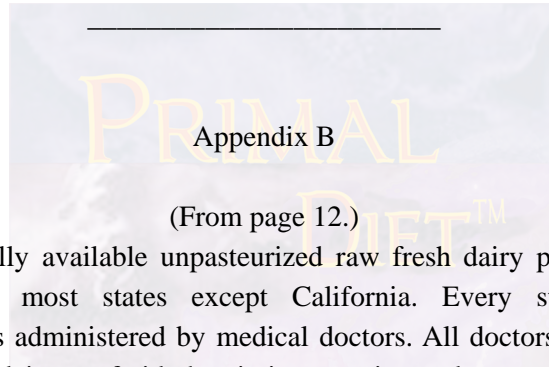 PRIMAL
Appendix B
(From page 12.)
DIET™
ally available unpasteurized raw fresh dairy p
most states except California. Every s
s administered by medical doctors. All doctors